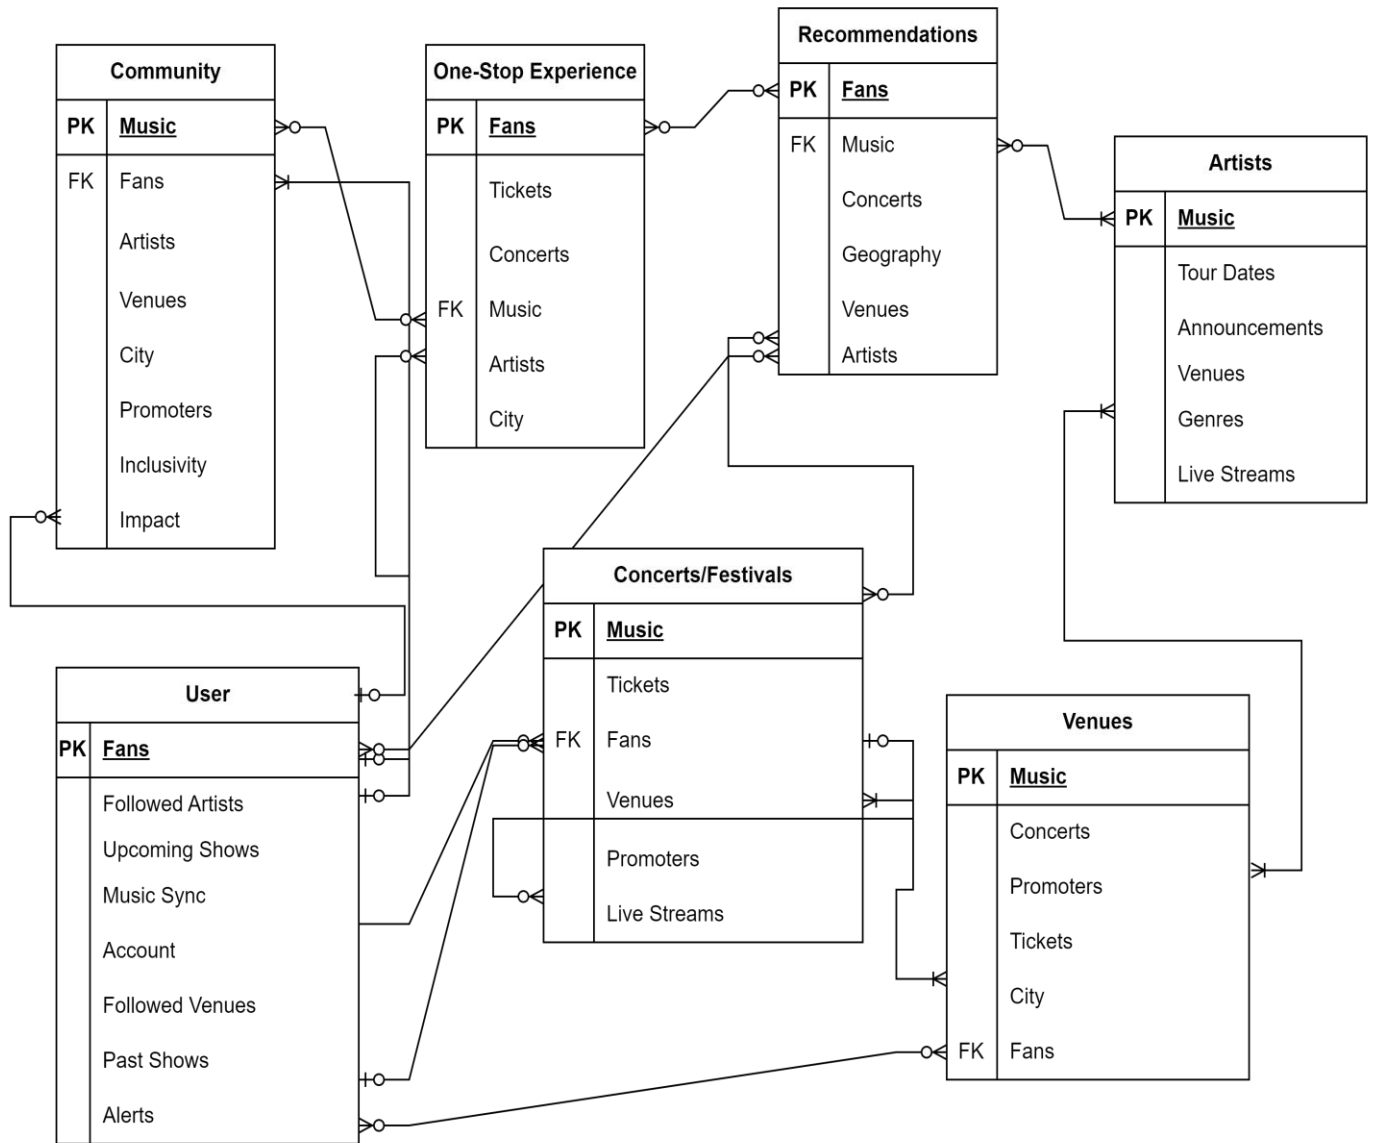 Community
PK Music
FK Fans
Artists
Venues
City
Promoters
Inclusivity
Impact
One-Stop Experience
PK Fans
Tickets
Concerts
FK Music
Artists
City
Recommendations
PK Fans
FK Music
Concerts
Geography
Venues
Artists
Artists
PK Music
Tour Dates
Announcements
Venues
Genres
Live Streams
User
PK Fans
Followed Artists
Upcoming Shows
Music Sync
Account
Followed Venues
Past Shows
Alerts
Concerts/Festivals
PK Music
Tickets
FK Fans
Venues
Promoters
Live Streams
Venues
PK Music
Concerts
Promoters
Tickets
City
FK Fans